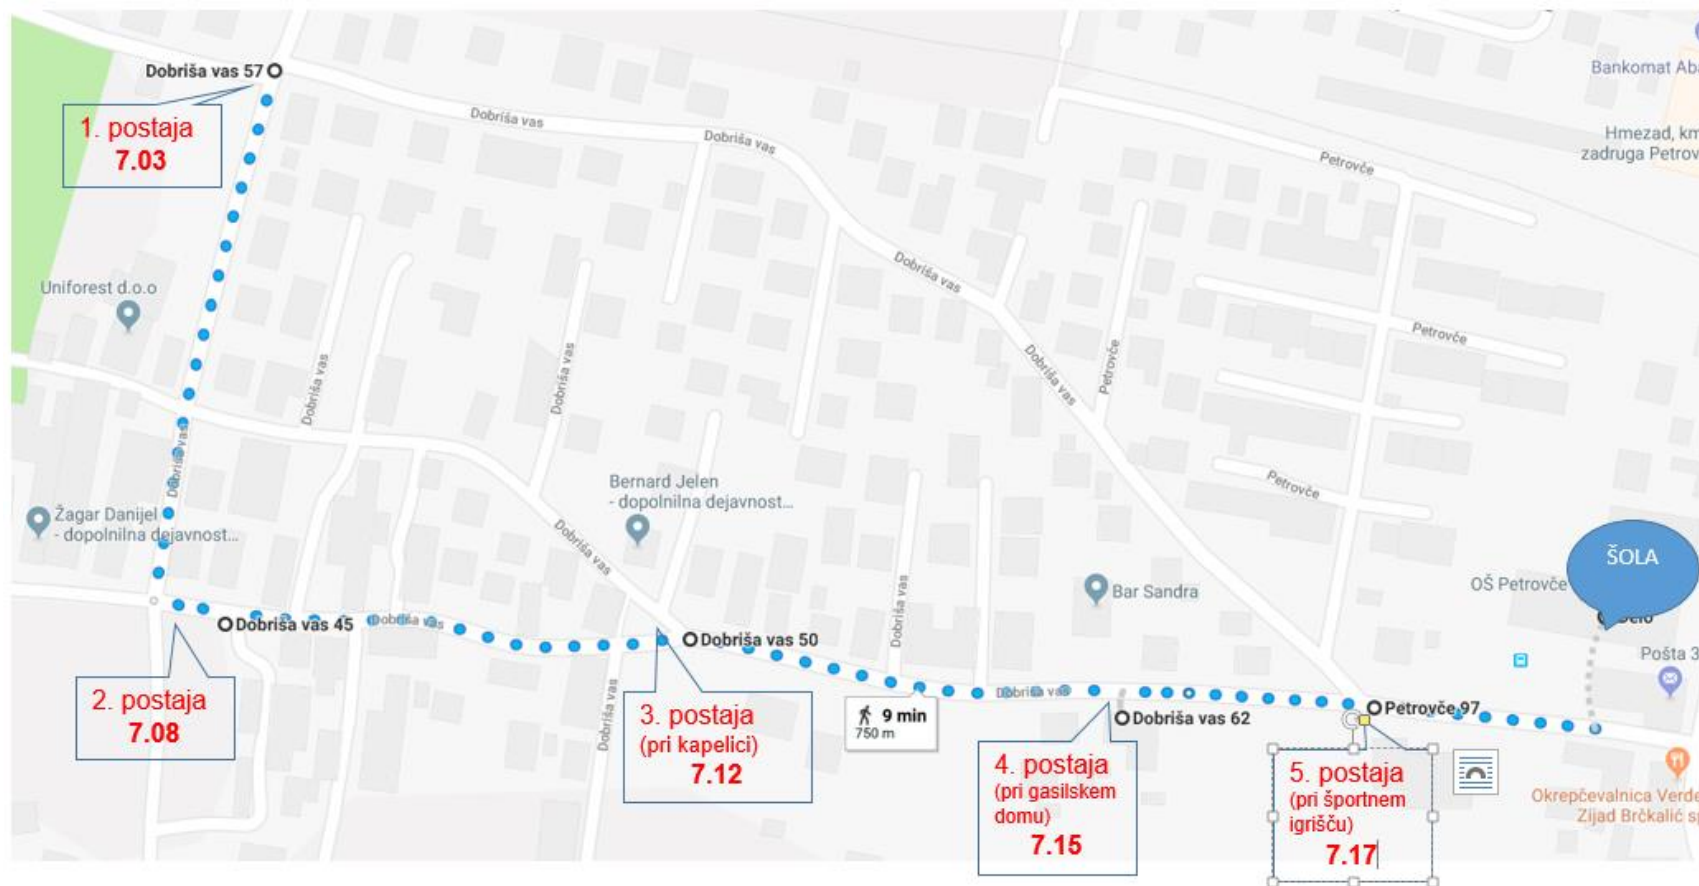 Dobriša vas 57
1. postaja
7.03
Dobriša vas
Dobriša vas
Bankomat Aba
Hmezad, km
zadruga Petrov
Petrovče
Uniforest d.o.o
Dobriša vas
Petrovče
Dobriša vas
Petrovče
Dobriša vas
Dobriša vas
Bernard Jelen
- dopolnilna dejavnost...
Dobriša vas
Petrovče
Žagar Danijel
- dopolnilna dejavnost...
Dobriša vas
ŠOLA
OŠ Petrovče
Bar Sandra
Dobriša vas
Dobriša vas 45
Dobriša vas
Dobriša vas 50
Pošta 3
2. postaja
7.08
Dobriša vas
3. postaja
(pri kapelici)
7.12
9 min
750 m
Dobriša vas
Dobriša vas 62
Petrovče 97
4. postaja
(pri gasilskem
domu)
7.15
5. postaja
(pri športnem
igrišču)
7.17
Okrepčevalnica Verde
Zijad Brčkalić sp